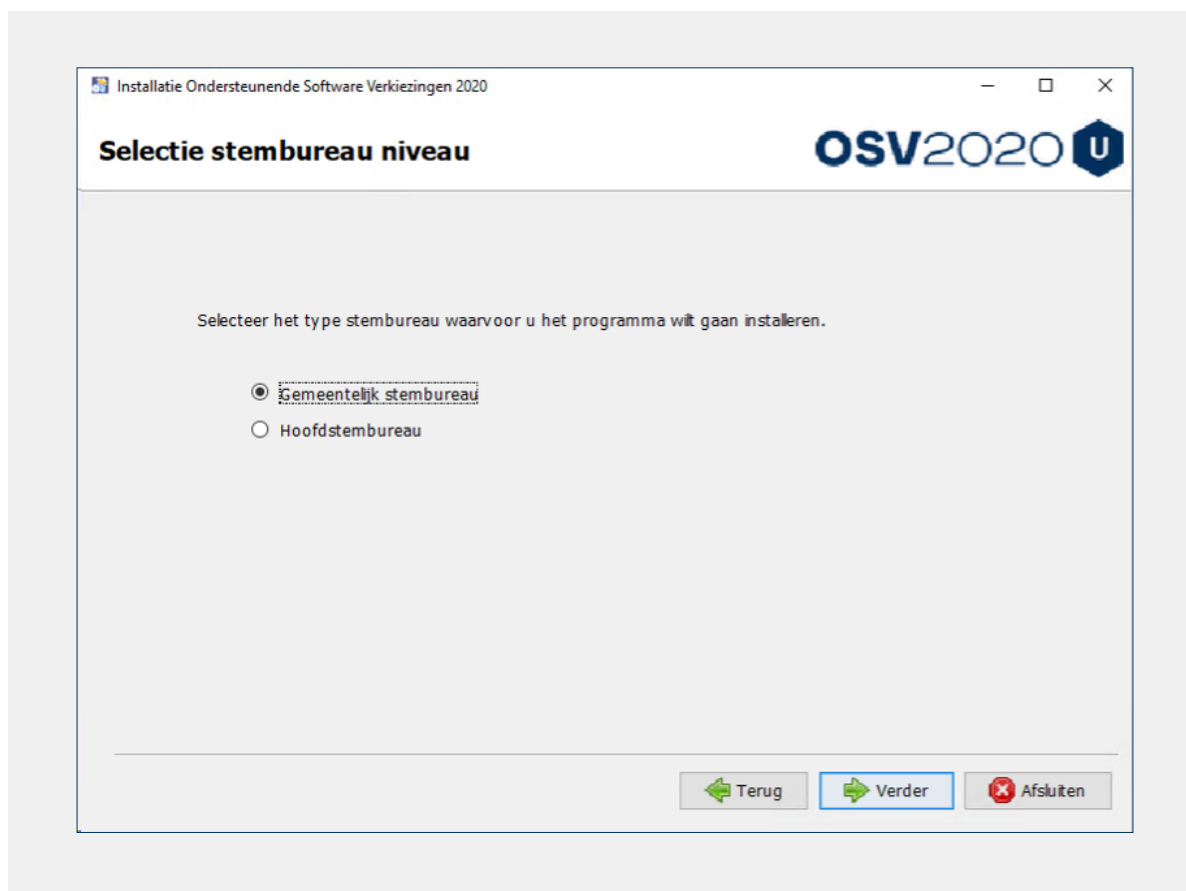 Installatie Ondersteunende Software Verkiezingen 2020
Selectie stembureau niveau
OSV2020 U
Selecteer het type stembureau waarvoor u het programma wilt gaan installeren.
Gemeentelijk stembureau
Hoofdstembureau
Terug
Verder
Afsluiten